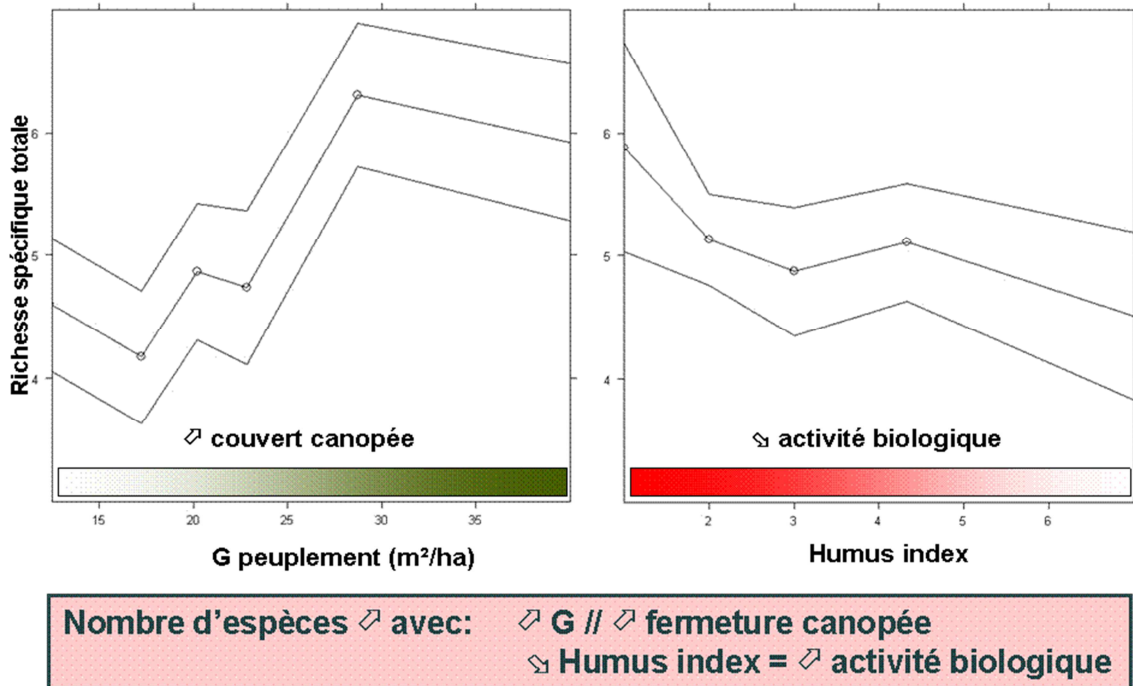 Richesse spécifique totale
6
5
4
↗ couvert canopée
15 20 25 30 35
G peuplement (m²/ha)
6
5
4
↘ activité biologique
2 3 4 5 6
Humus index
Nombre d’espèces ↗ avec: ↗ G // ↗ fermeture canopée
↘ Humus index = ↗ activité biologique